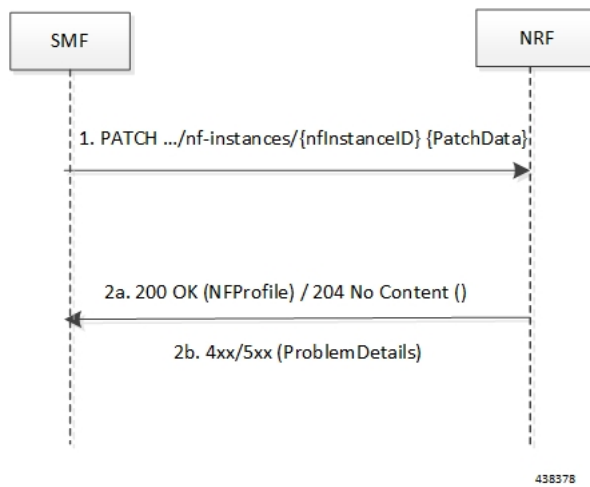 SMF
NRF
1. PATCH .../nf-instances/{nfInstanceID} {PatchData}
2a. 200 OK (NFProfile) / 204 No Content ()
2b. 4xx/5xx (ProblemDetails)
438378